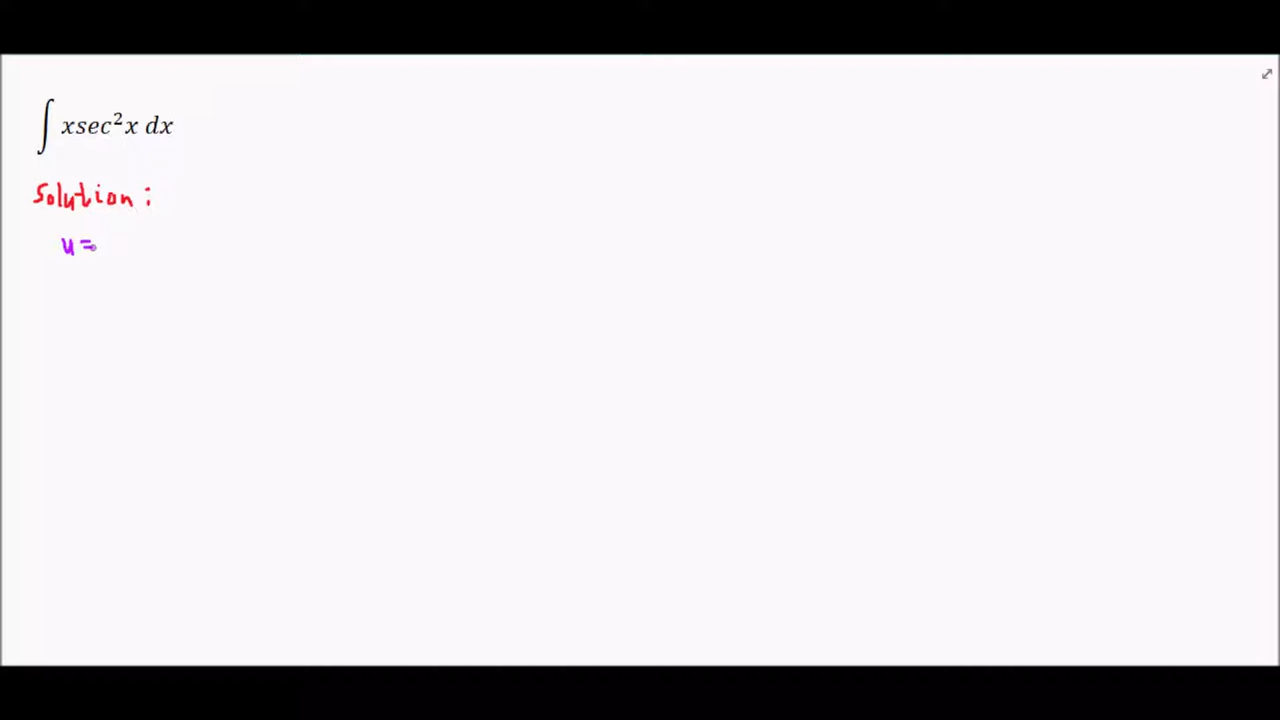 ∫ xsec²x dx
Solution:
u =